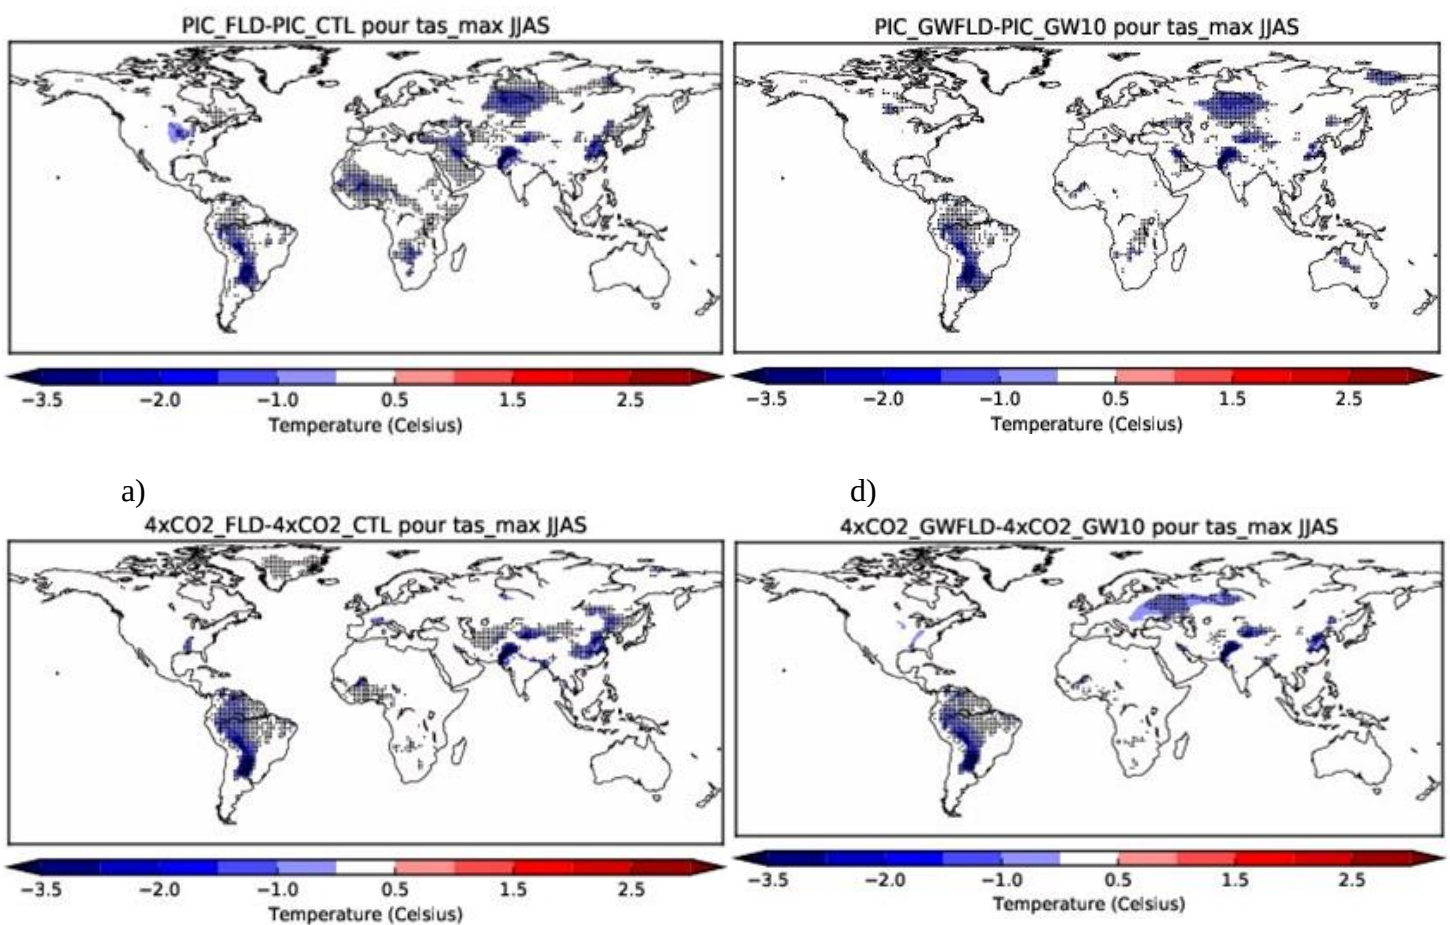 PIC_FLD-PIC_CTL pour tas_max JJAS
−3.5 −2.0 −1.0 0.5 1.5 2.5
Temperature (Celsius)
a)
PIC_GWFLD-PIC_GW10 pour tas_max JJAS
−3.5 −2.0 −1.0 0.5 1.5 2.5
Temperature (Celsius)
d)
4xCO2_FLD-4xCO2_CTL pour tas_max JJAS
−3.5 −2.0 −1.0 0.5 1.5 2.5
Temperature (Celsius)
4xCO2_GWFLD-4xCO2_GW10 pour tas_max JJAS
−3.5 −2.0 −1.0 0.5 1.5 2.5
Temperature (Celsius)